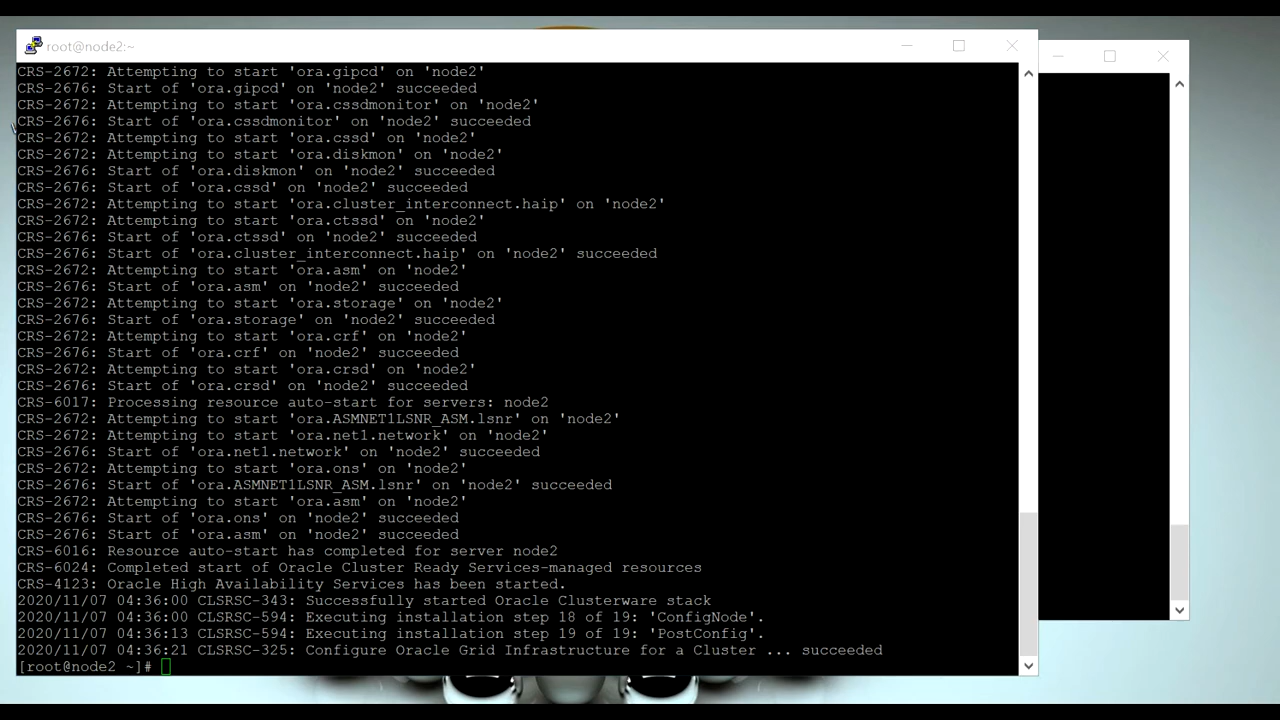 root@node2:~
CRS-2672: Attempting to start 'ora.gipcd' on 'node2'
CRS-2676: Start of 'ora.gipcd' on 'node2' succeeded
CRS-2672: Attempting to start 'ora.cssdmonitor' on 'node2'
CRS-2676: Start of 'ora.cssdmonitor' on 'node2' succeeded
CRS-2672: Attempting to start 'ora.cssd' on 'node2'
CRS-2672: Attempting to start 'ora.diskmon' on 'node2'
CRS-2676: Start of 'ora.diskmon' on 'node2' succeeded
CRS-2676: Start of 'ora.cssd' on 'node2' succeeded
CRS-2672: Attempting to start 'ora.cluster_interconnect.haip' on 'node2'
CRS-2672: Attempting to start 'ora.ctssd' on 'node2'
CRS-2676: Start of 'ora.ctssd' on 'node2' succeeded
CRS-2676: Start of 'ora.cluster_interconnect.haip' on 'node2' succeeded
CRS-2672: Attempting to start 'ora.asm' on 'node2'
CRS-2676: Start of 'ora.asm' on 'node2' succeeded
CRS-2672: Attempting to start 'ora.storage' on 'node2'
CRS-2676: Start of 'ora.storage' on 'node2' succeeded
CRS-2672: Attempting to start 'ora.crf' on 'node2'
CRS-2676: Start of 'ora.crf' on 'node2' succeeded
CRS-2672: Attempting to start 'ora.crsd' on 'node2'
CRS-2676: Start of 'ora.crsd' on 'node2' succeeded
CRS-6017: Processing resource auto-start for servers: node2
CRS-2672: Attempting to start 'ora.ASMNET1LSNR_ASM.lsnr' on 'node2'
CRS-2672: Attempting to start 'ora.net1.network' on 'node2'
CRS-2676: Start of 'ora.net1.network' on 'node2' succeeded
CRS-2672: Attempting to start 'ora.ons' on 'node2'
CRS-2676: Start of 'ora.ASMNET1LSNR_ASM.lsnr' on 'node2' succeeded
CRS-2672: Attempting to start 'ora.asm' on 'node2'
CRS-2676: Start of 'ora.ons' on 'node2' succeeded
CRS-2676: Start of 'ora.asm' on 'node2' succeeded
CRS-6016: Resource auto-start has completed for server node2
CRS-6024: Completed start of Oracle Cluster Ready Services-managed resources
CRS-4123: Oracle High Availability Services has been started.
2020/11/07 04:36:00 CLSRSC-343: Successfully started Oracle Clusterware stack
2020/11/07 04:36:00 CLSRSC-594: Executing installation step 18 of 19: 'ConfigNode'.
2020/11/07 04:36:13 CLSRSC-594: Executing installation step 19 of 19: 'PostConfig'.
2020/11/07 04:36:21 CLSRSC-325: Configure Oracle Grid Infrastructure for a Cluster ... succeeded
[root@node2 ~]#